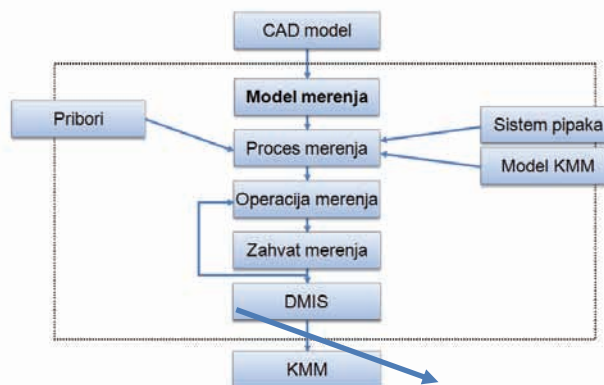 CAD model
Model merenja
Pribori
Sistem pipaka
Proces merenja
Model KMM
Operacija merenja
Zahvat merenja
DMIS
KMM